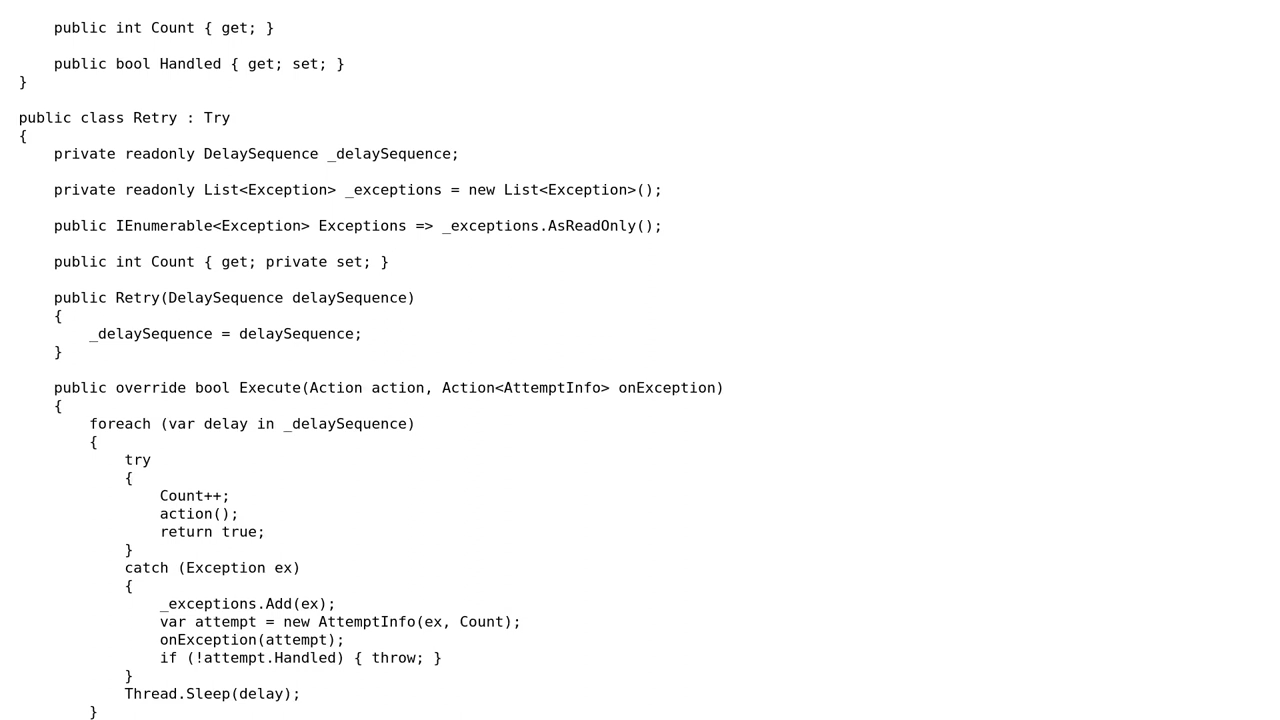 public int Count { get; }

    public bool Handled { get; set; }
}

public class Retry : Try
{
    private readonly DelaySequence _delaySequence;

    private readonly List<Exception> _exceptions = new List<Exception>();

    public IEnumerable<Exception> Exceptions => _exceptions.AsReadOnly();

    public int Count { get; private set; }

    public Retry(DelaySequence delaySequence)
    {
        _delaySequence = delaySequence;
    }

    public override bool Execute(Action action, Action<AttemptInfo> onException)
    {
        foreach (var delay in _delaySequence)
        {
            try
            {
                Count++;
                action();
                return true;
            }
            catch (Exception ex)
            {
                _exceptions.Add(ex);
                var attempt = new AttemptInfo(ex, Count);
                onException(attempt);
                if (!attempt.Handled) { throw; }
            }
            Thread.Sleep(delay);
        }